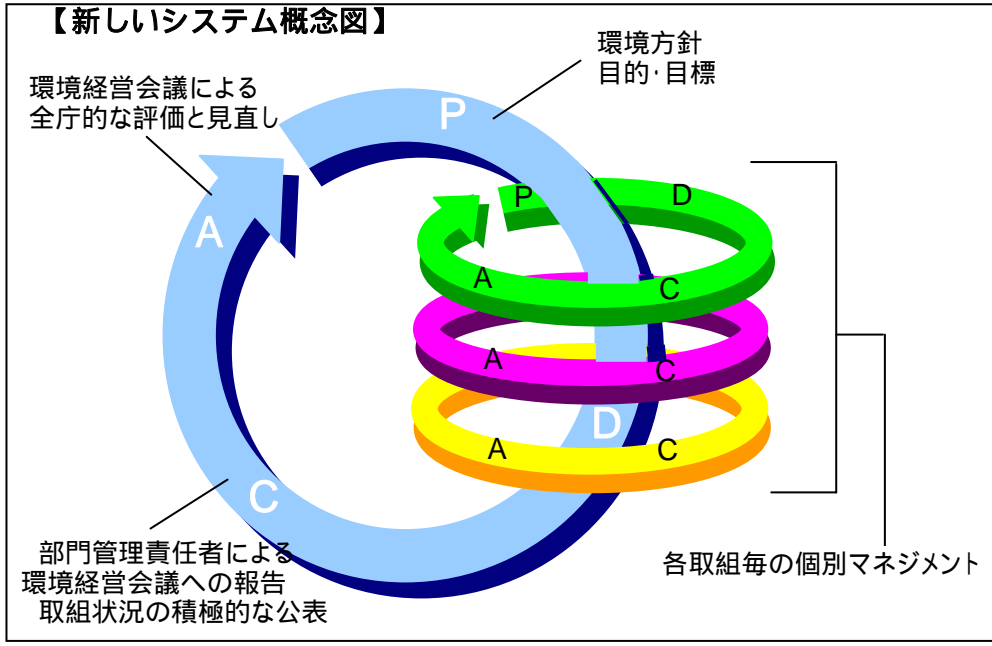 【新しいシステム概念図】
環境方針
目的・目標
環境経営会議による
全庁的な評価と見直し
P
P
D
A
A
C
A
C
D
A
C
C
部門管理責任者による
環境経営会議への報告
取組状況の積極的な公表
各取組毎の個別マネジメント